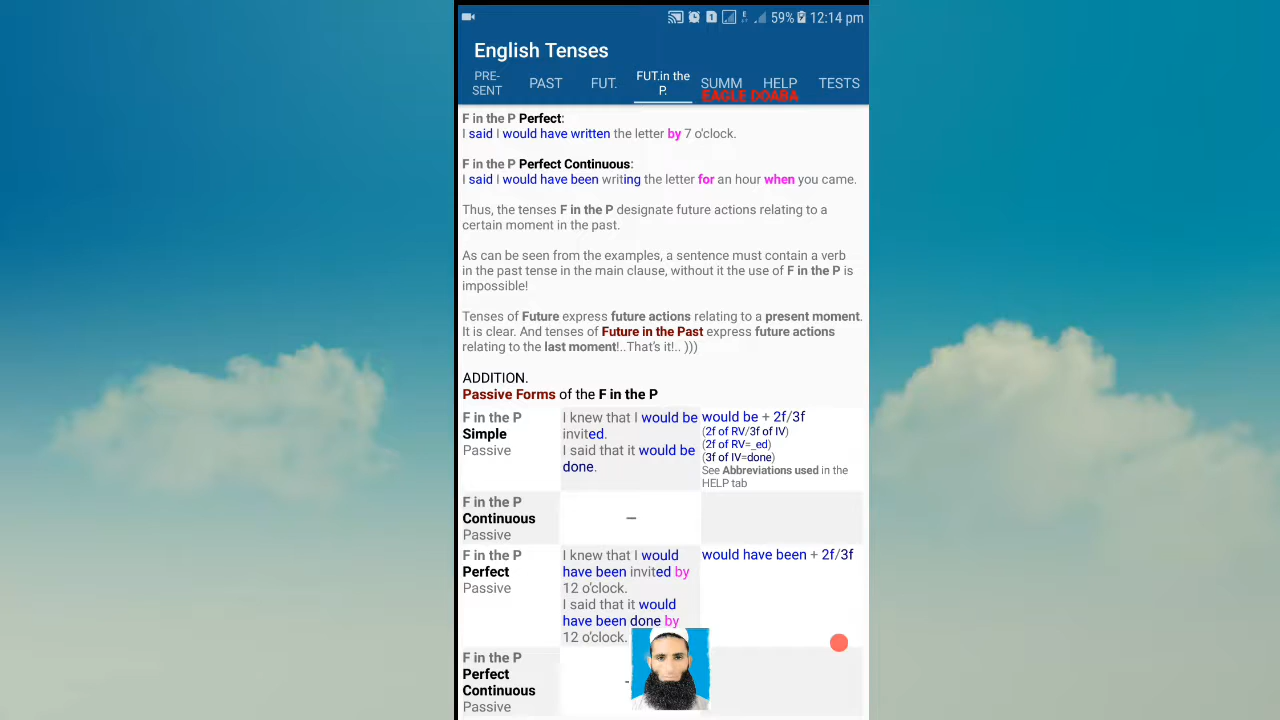 59% 12:14 pm
English Tenses
PRE-
SENT
PAST
FUT.
FUT.in the
P.
SUMM
HELP
TESTS
EAGLE DOABA
F in the P Perfect:
I said I would have written the letter by 7 o'clock.
F in the P Perfect Continuous:
I said I would have been writing the letter for an hour when you came.
Thus, the tenses F in the P designate future actions relating to a
certain moment in the past.
As can be seen from the examples, a sentence must contain a verb
in the past tense in the main clause, without it the use of F in the P is
impossible!
Tenses of Future express future actions relating to a present moment.
It is clear. And tenses of Future in the Past express future actions
relating to the last moment!..That's it!.. )))
ADDITION.
Passive Forms of the F in the P
F in the P
Simple
Passive
I knew that I would be
invited.
I said that it would be
done.
would be + 2f/3f
(2f of RV/3f of IV)
(2f of RV=_ed)
(3f of IV=done)
See Abbreviations used in the
HELP tab
F in the P
Continuous
Passive
–
F in the P
Perfect
Passive
I knew that I would
have been invited by
12 o'clock.
I said that it would
have been done by
12 o'clock.
would have been + 2f/3f
F in the P
Perfect
Continuous
Passive